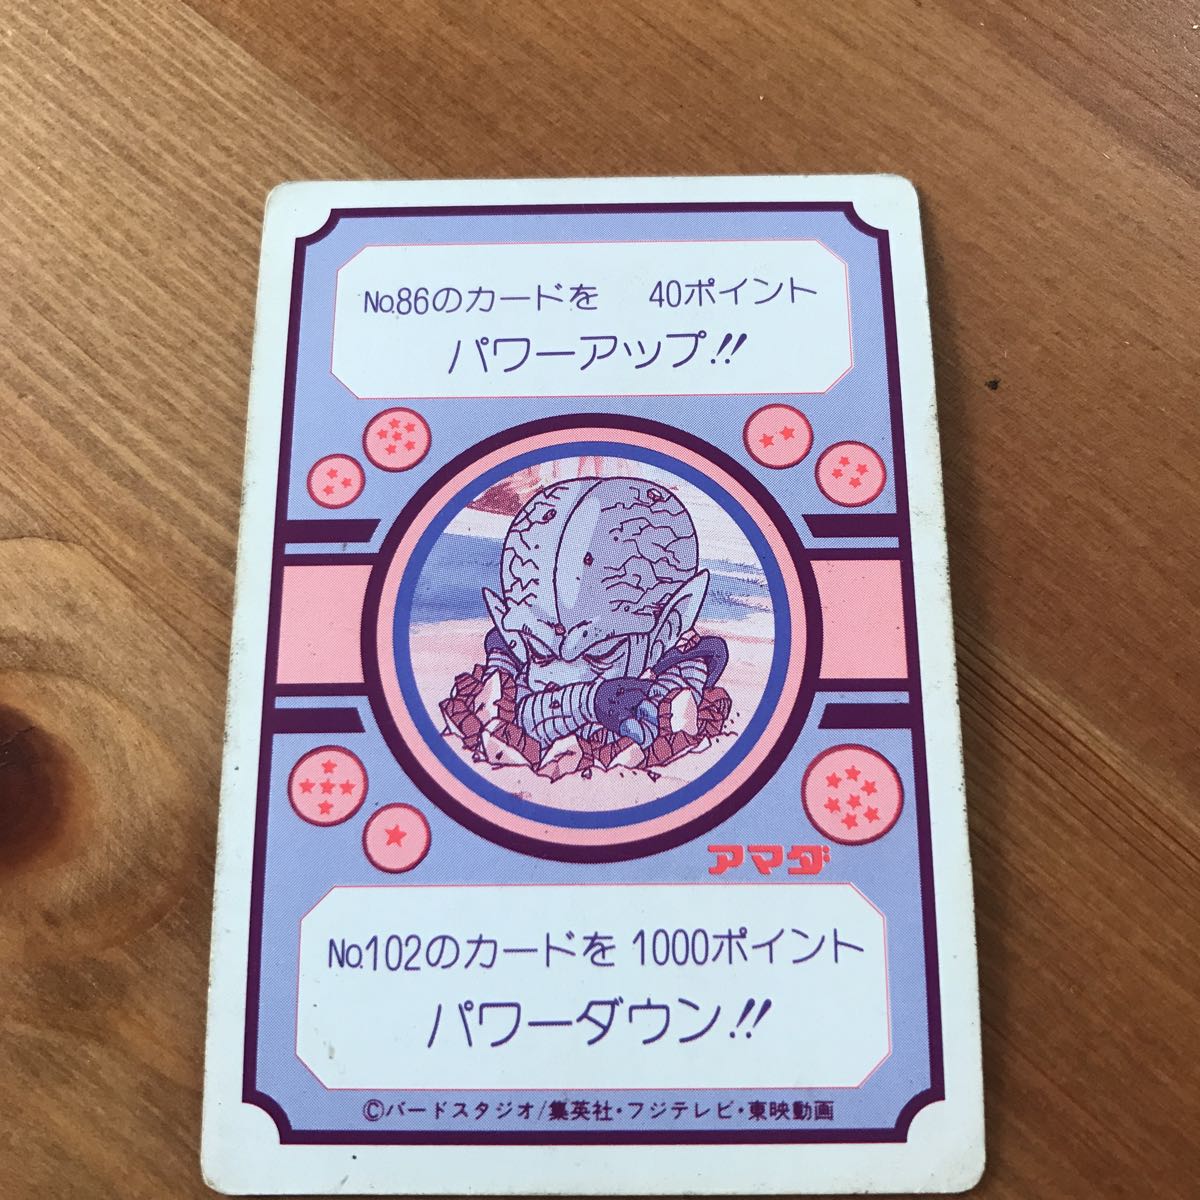 No.86のカードを 40ポイント
パワーアップ!!
アマダ
No.102のカードを 1000ポイント
パワーダウン!!
©バードスタジオ/集英社・フジテレビ・東映動画